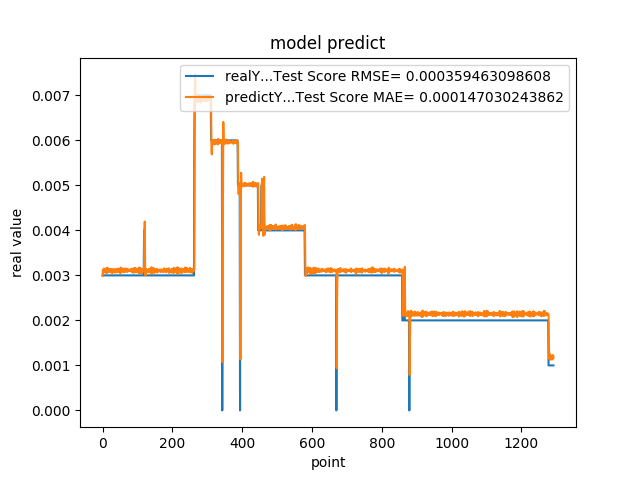 model predict
realY...Test Score RMSE= 0.000359463098608
predictY...Test Score MAE= 0.000147030243862
0.007
0.006
0.005
0.004
0.003
0.002
0.001
0.000
real value
0 200 400 600 800 1000 1200
point